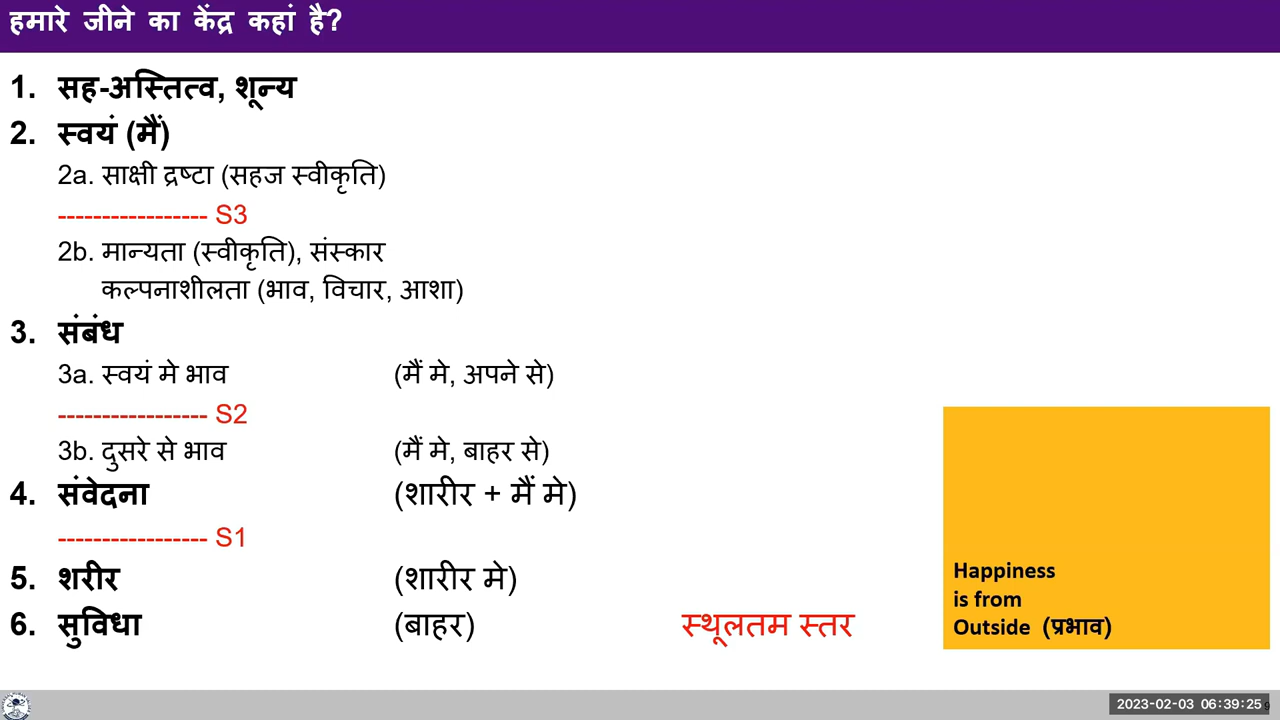 हमारे जीने का केंद्र कहां है?
1. सह-अस्तित्व, शून्य
2. स्वयं (मैं)
2a. साक्षी द्रष्टा (सहज स्वीकृति)
----------------- S3
2b. मान्यता (स्वीकृति), संस्कार
कल्पनाशीलता (भाव, विचार, आशा)
3. संबंध
3a. स्वयं मे भाव (मैं मे, अपने से)
----------------- S2
3b. दुसरे से भाव (मैं मे, बाहर से)
4. संवेदना (शारीर + मैं मे)
----------------- S1
5. शरीर (शारीर मे)
6. सुविधा (बाहर) स्थूलतम स्तर
Happiness
is from
Outside (प्रभाव)
2023-02-03 06:39:25
9